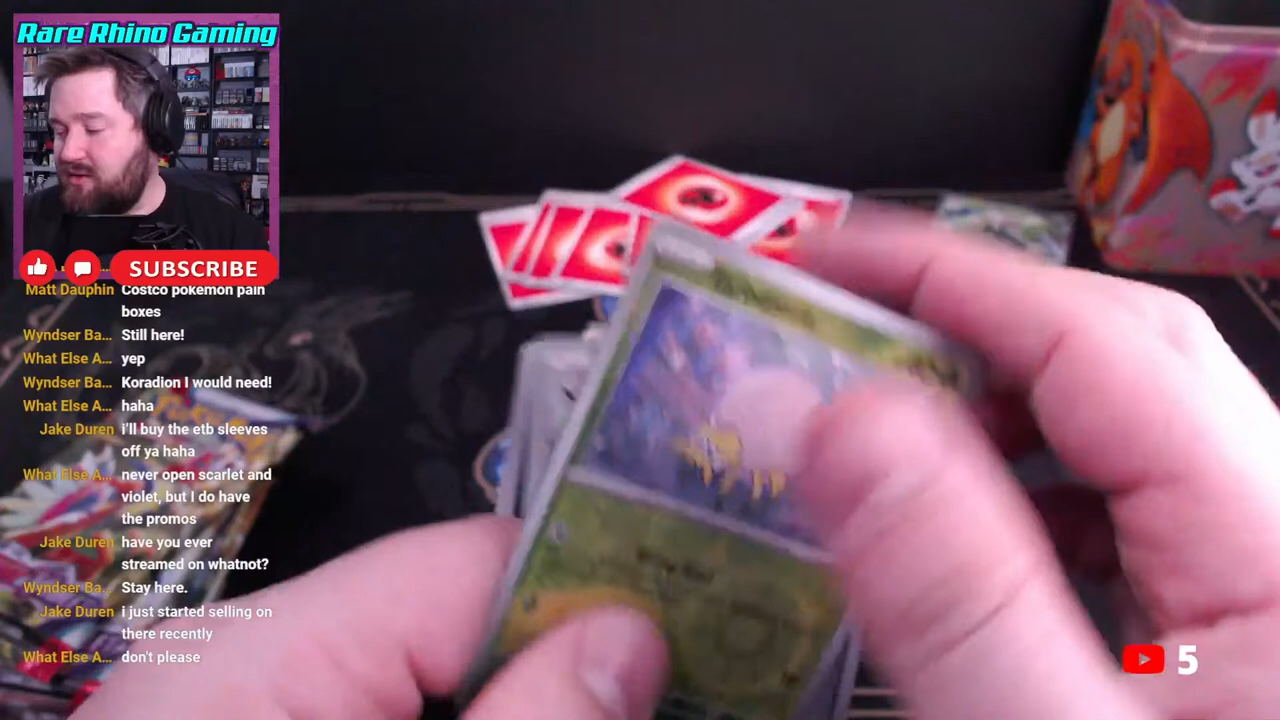 Rare Rhino Gaming
SUBSCRIBE
Matt Dauphin Costco pokemon pain
boxes
Wyndser Ba... Still here!
What Else A... yep
Wyndser Ba... Koradion I would need!
What Else A... haha
Jake Duren i'll buy the etb sleeves
off ya haha
What Else A... never open scarlet and
violet, but I do have
the promos
Jake Duren have you ever
streamed on whatnot?
Wyndser Ba... Stay here.
Jake Duren i just started selling on
there recently
What Else A... don't please
5